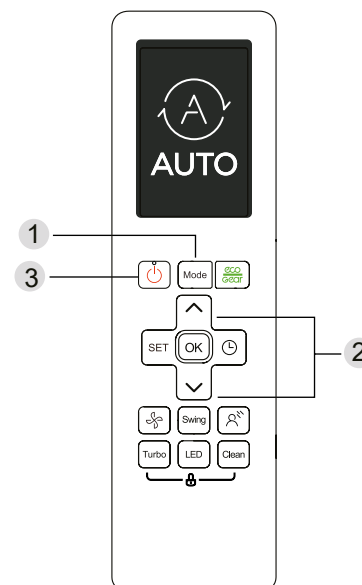 A
AUTO
1
3
Mode
eco
Gear
SET
OK
2
Swing
Turbo
LED
Clean